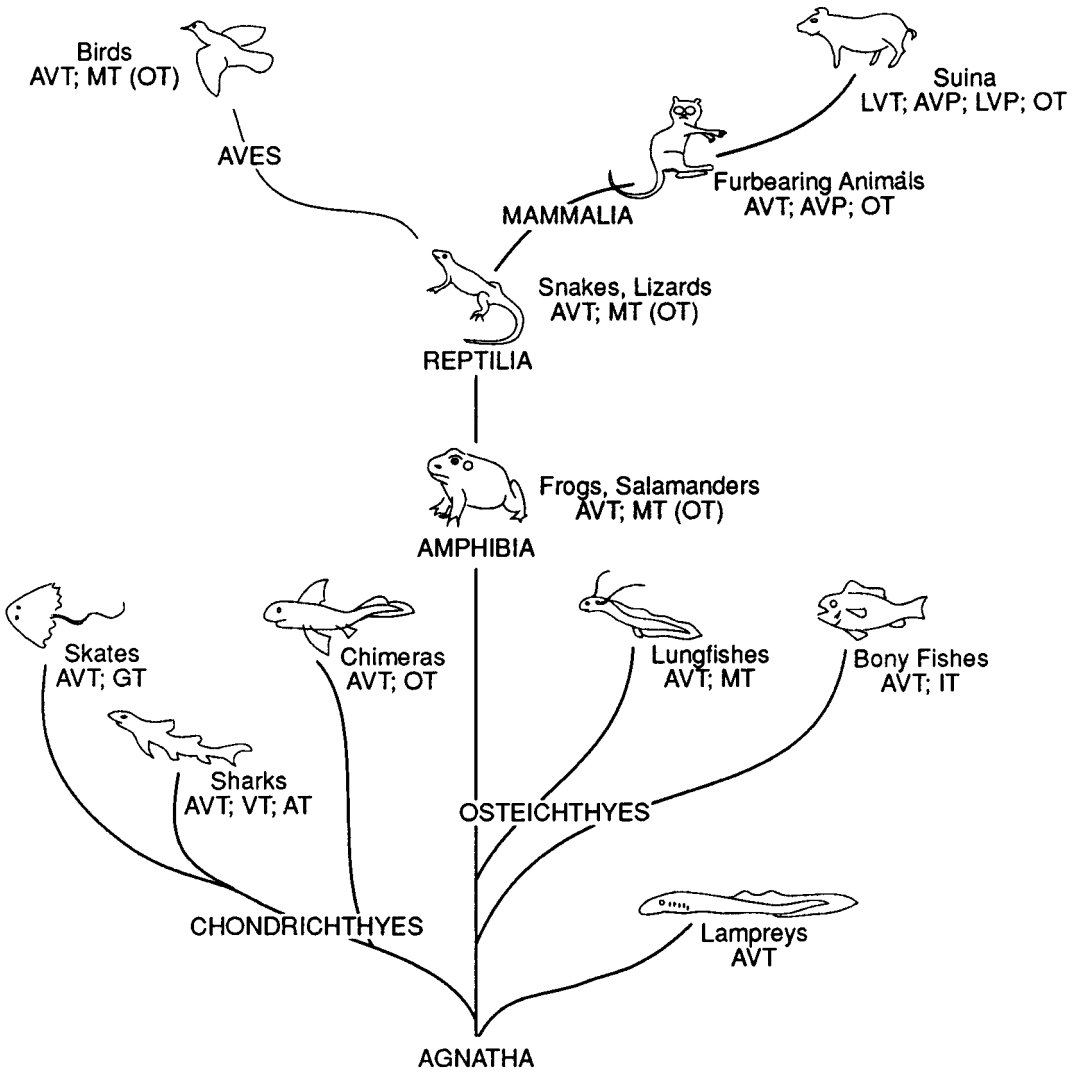 Birds
AVT; MT (OT)
Suina
LVT; AVP; LVP; OT
AVES
Furbearing Animals
AVT; AVP; OT
MAMMALIA
Snakes, Lizards
AVT; MT (OT)
REPTILIA
Frogs, Salamanders
AVT; MT (OT)
AMPHIBIA
Skates
AVT; GT
Chimeras
AVT; OT
Lungfishes
AVT; MT
Bony Fishes
AVT; IT
Sharks
AVT; VT; AT
OSTEICHTHYES
CHONDRICHTHYES
Lampreys
AVT
AGNATHA